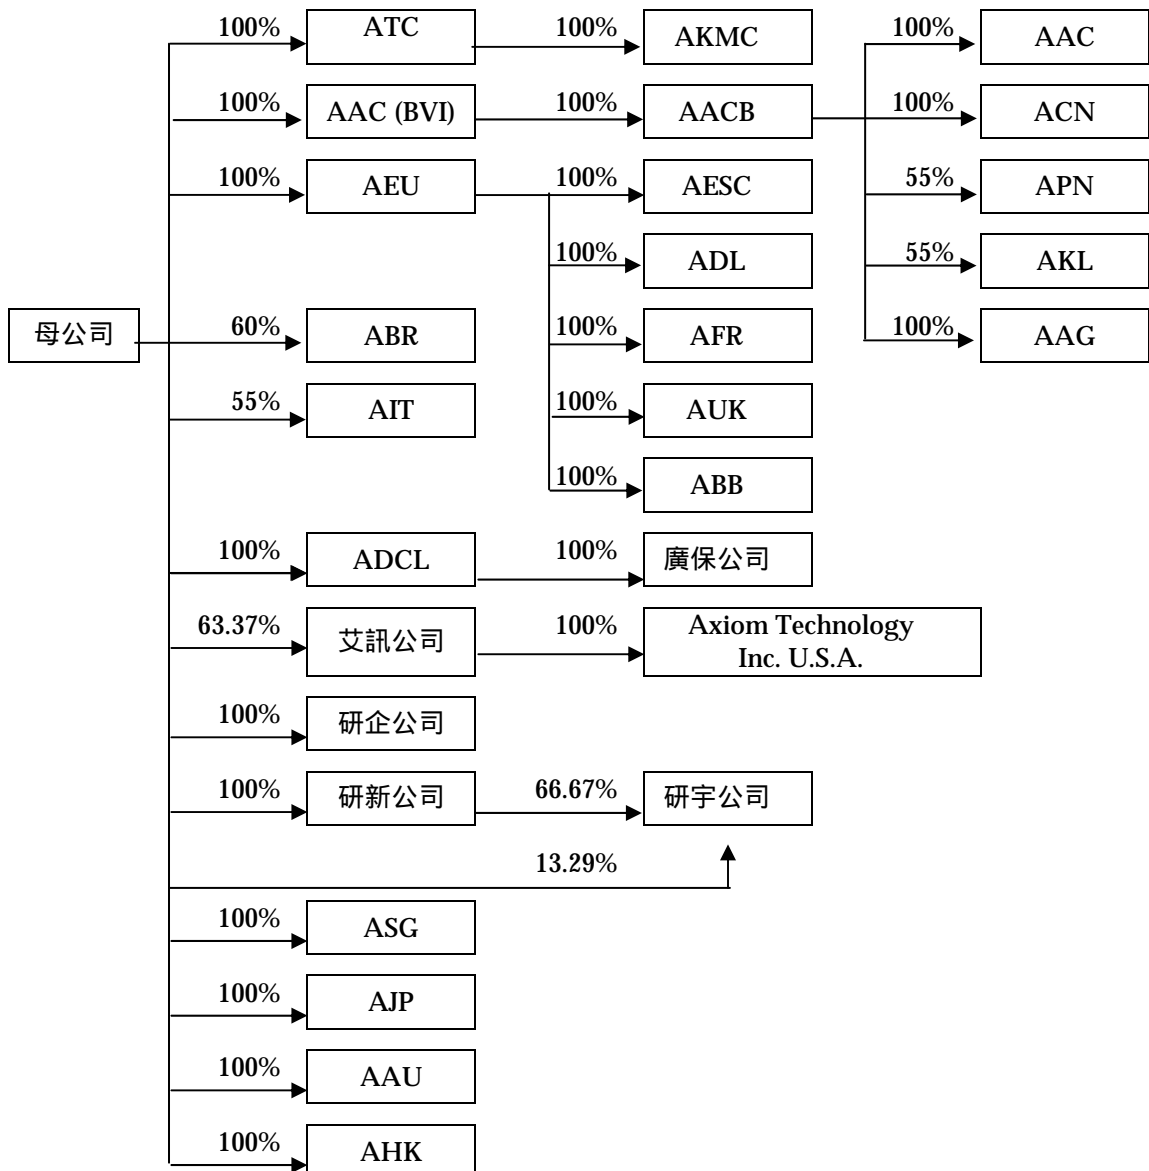 100% ATC 100% AKMC 100% AAC
100% AAC (BVI) 100% AACB 100% ACN
100% AEU 100% AESC 55% APN
100% ADL 55% AKL
母公司 60% ABR 100% AFR 100% AAG
55% AIT 100% AUK
100% ABB
100% ADCL 100% 廣保公司
63.37% 艾訊公司 100% Axiom Technology
Inc. U.S.A.
100% 研企公司
100% 研新公司 66.67% 研宇公司
13.29%
100% ASG
100% AJP
100% AAU
100% AHK